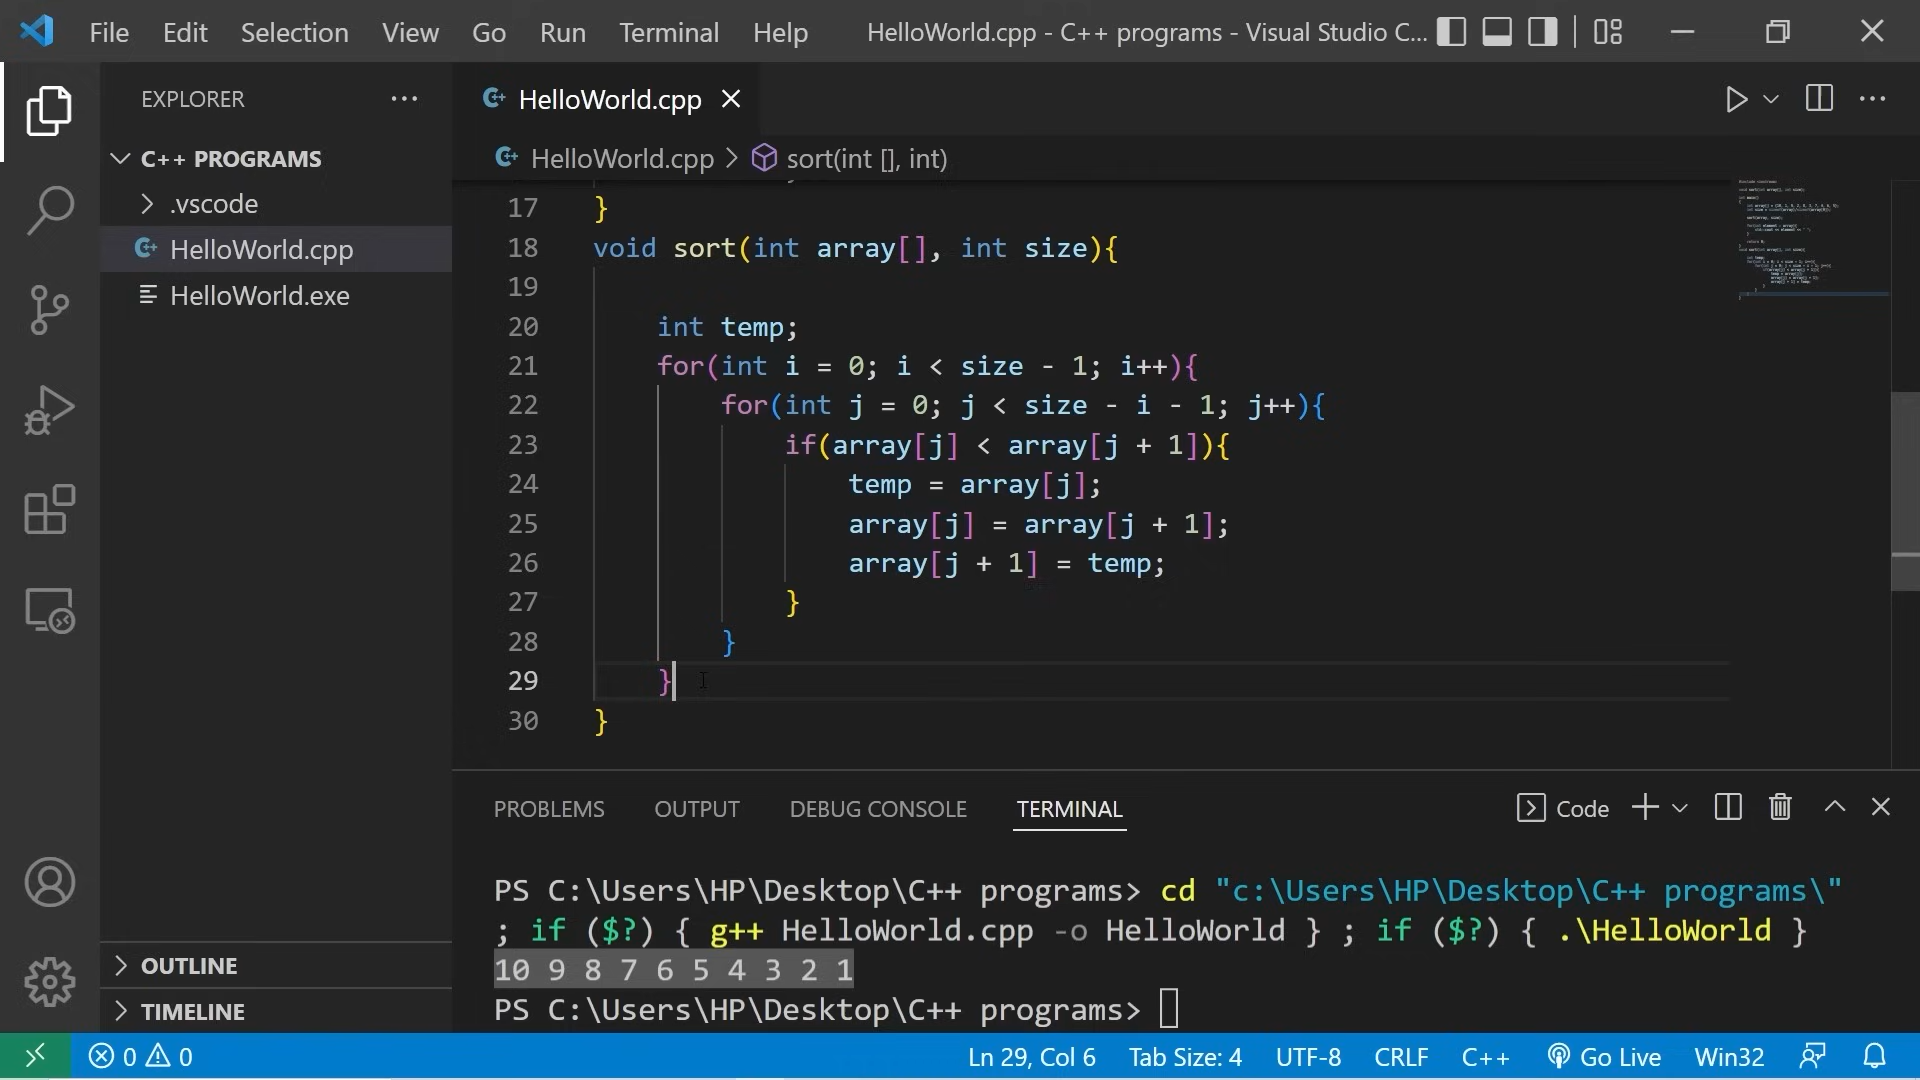 File Edit Selection View Go Run Terminal Help HelloWorld.cpp - C++ programs - Visual Studio C...
EXPLORER
C++ PROGRAMS
.vscode
HelloWorld.cpp
HelloWorld.exe
OUTLINE
TIMELINE
HelloWorld.cpp
HelloWorld.cpp > sort(int [], int)
17 }
18 void sort(int array[], int size){
19
20 int temp;
21 for(int i = 0; i < size - 1; i++){
22 for(int j = 0; j < size - i - 1; j++){
23 if(array[j] < array[j + 1]){
24 temp = array[j];
25 array[j] = array[j + 1];
26 array[j + 1] = temp;
27 }
28 }
29 }
30 }
PROBLEMS OUTPUT DEBUG CONSOLE TERMINAL Code
PS C:\Users\HP\Desktop\C++ programs> cd "c:\Users\HP\Desktop\C++ programs\"
; if ($?) { g++ HelloWorld.cpp -o HelloWorld } ; if ($?) { .\HelloWorld }
10 9 8 7 6 5 4 3 2 1
PS C:\Users\HP\Desktop\C++ programs>
0 0 Ln 29, Col 6 Tab Size: 4 UTF-8 CRLF C++ Go Live Win32